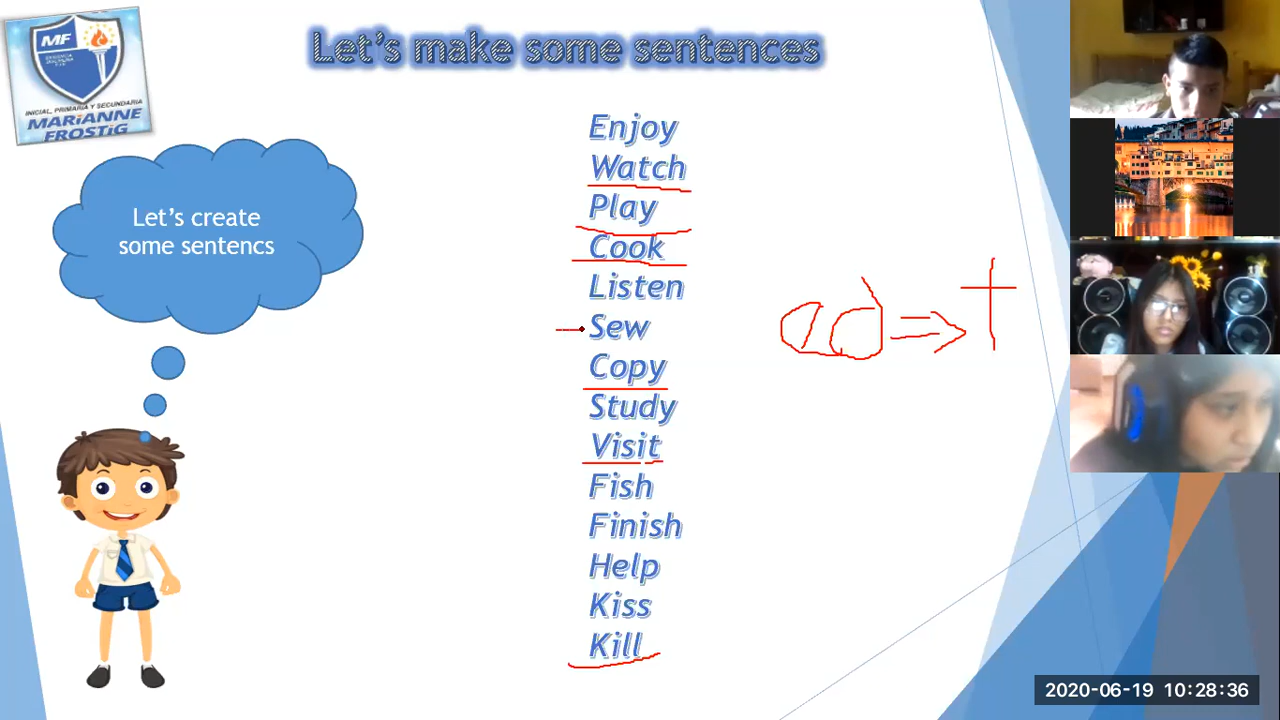 Let's make some sentences
MF
INICIAL, PRIMARIA Y SECUNDARIA
MARIANNE
FROSTIG
Let's create
some sentencs
Enjoy
Watch
Play
Cook
Listen
Sew
Copy
Study
Visit
Fish
Finish
Help
Kiss
Kill
ed ⇒ t
2020-06-19 10:28:36